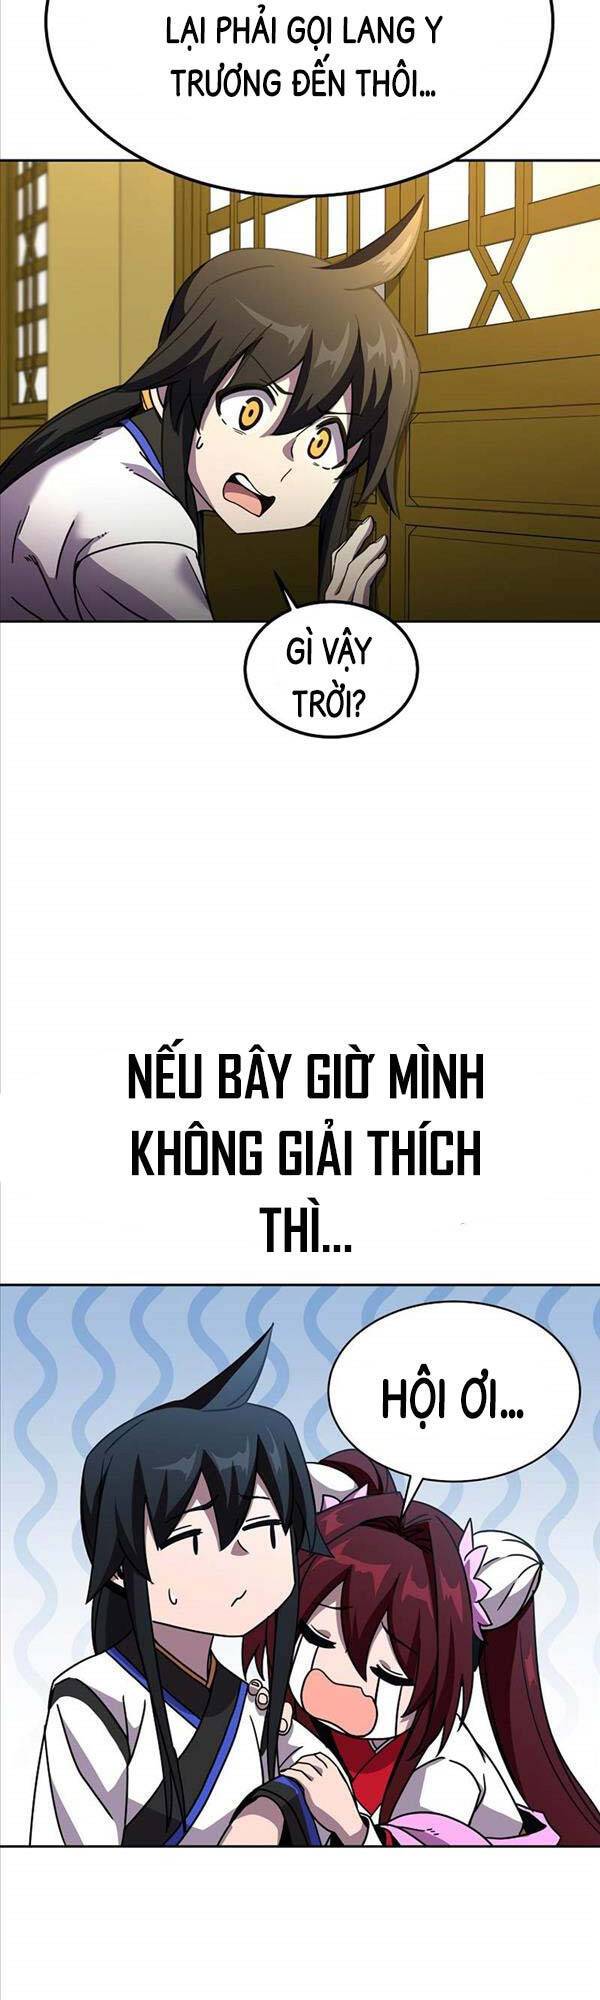 LẠI PHẢI GỌI LANG Y
TRƯƠNG ĐẾN THÔI...
GÌ VẬY
TRỜI?
NẾU BÂY GIỜ MÌNH
KHÔNG GIẢI THÍCH
THÌ...
HỘI ƠI...